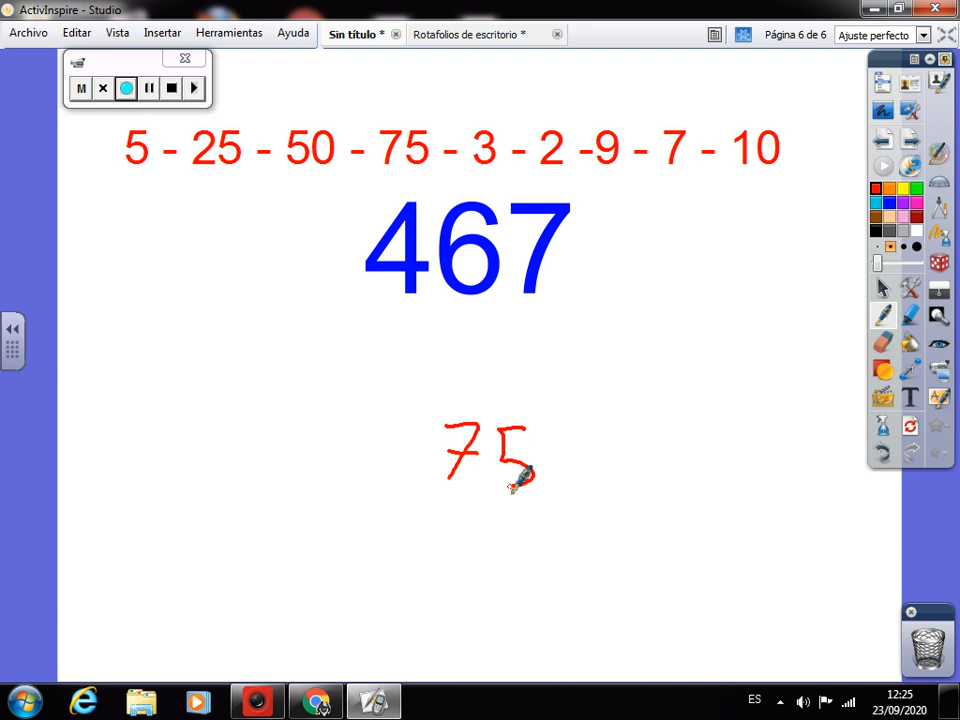 ActivInspire - Studio
Archivo Editar Vista Insertar Herramientas Ayuda Sin título * Rotafolios de escritorio * Página 6 de 6 Ajuste perfecto
M
5 - 25 - 50 - 75 - 3 - 2 -9 - 7 - 10
467
75
T
ES 12:25
23/09/2020